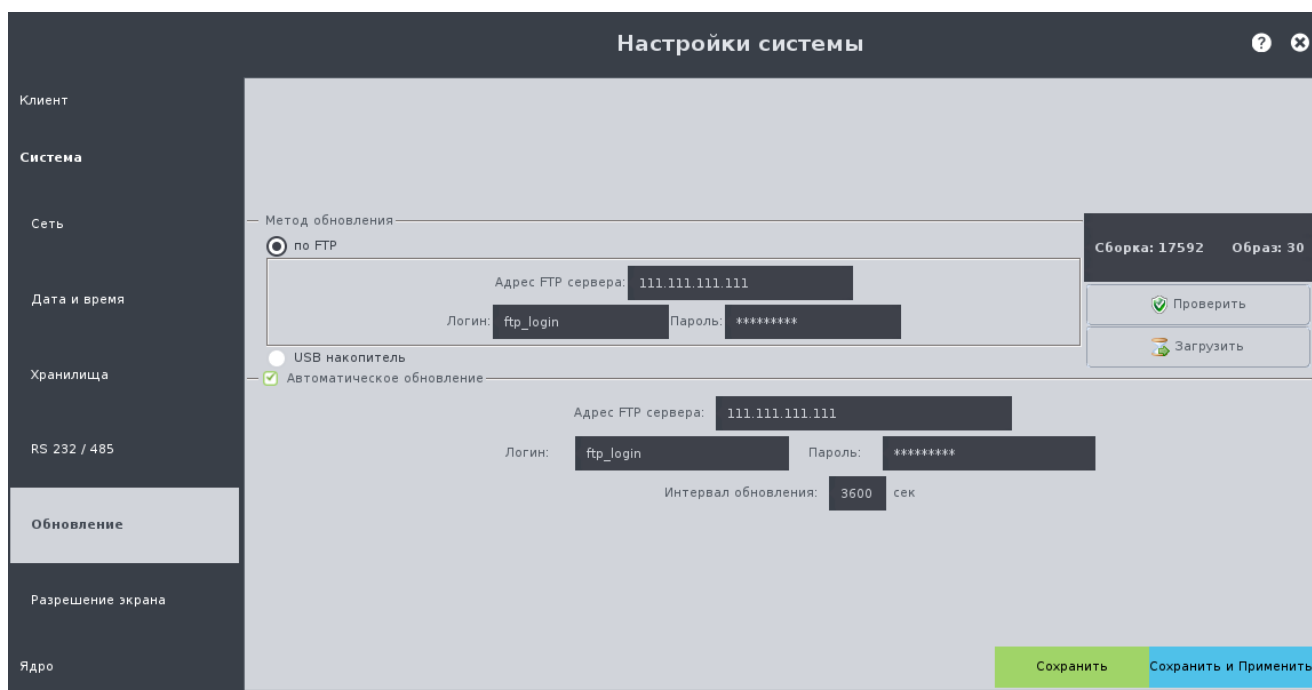 Настройки системы
Клиент
Система
Сеть
Дата и время
Хранилища
RS 232 / 485
Обновление
Разрешение экрана
Ядро
Метод обновления
по FTP
Адрес FTP сервера: 111.111.111.111
Логин: ftp_login Пароль: *********
USB накопитель
Сборка: 17592 Образ: 30
Проверить
Загрузить
Автоматическое обновление
Адрес FTP сервера: 111.111.111.111
Логин: ftp_login Пароль: *********
Интервал обновления: 3600 сек
Сохранить
Сохранить и Применить